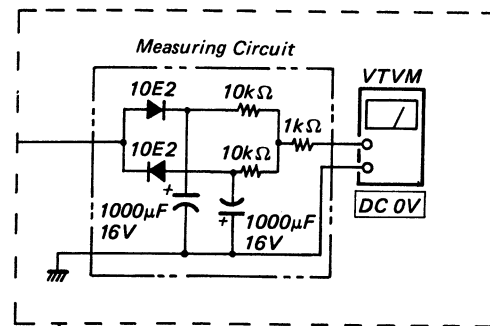 Measuring Circuit
10E2
10kΩ
VTVM
1kΩ
10E2
10kΩ
+
1000μF
16V
+
1000μF
16V
DC 0V